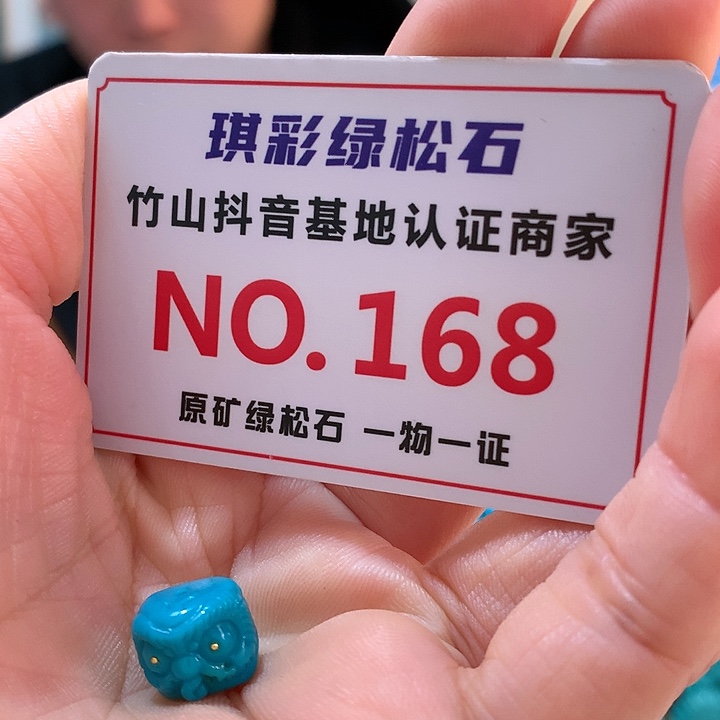 琪彩绿松石
竹山抖音基地认证商家
NO.168
原矿绿松石 一物一证